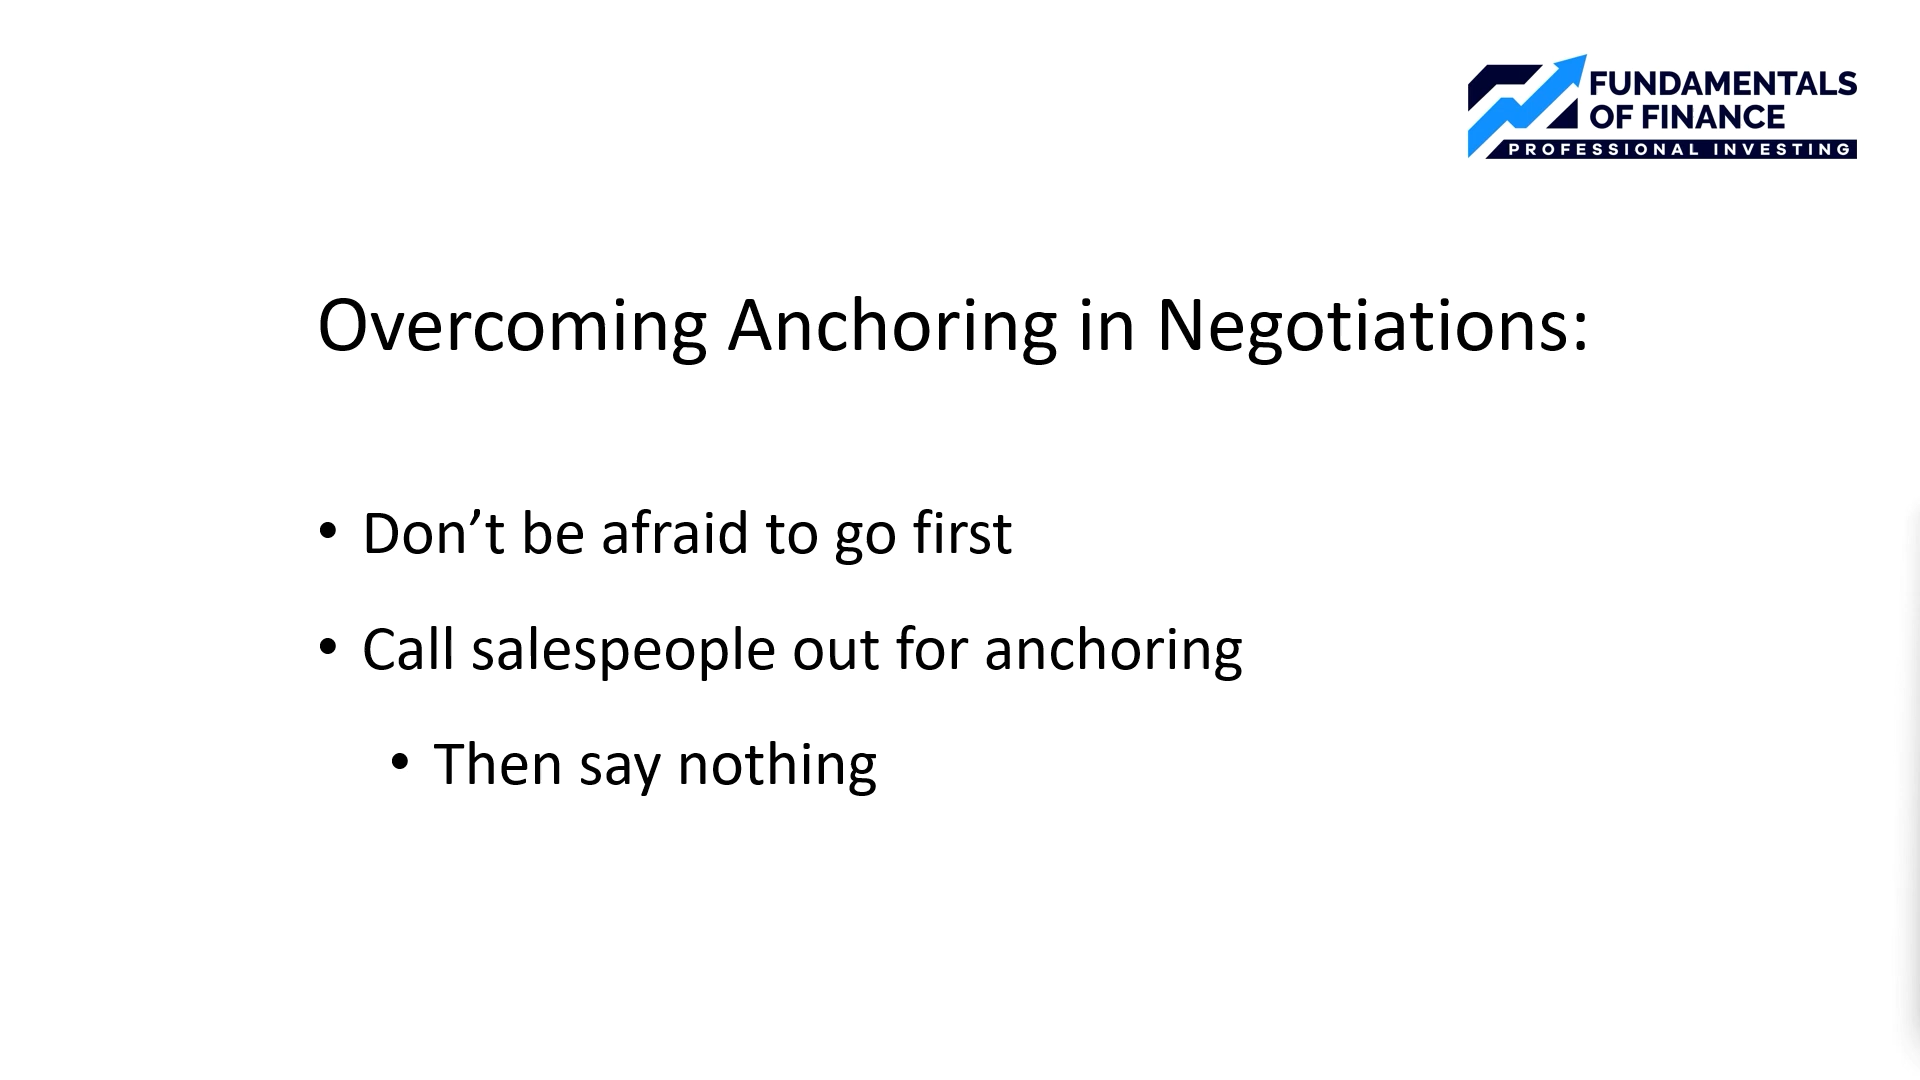 FUNDAMENTALS
OF FINANCE
PROFESSIONAL INVESTING
Overcoming Anchoring in Negotiations:
• Don’t be afraid to go first
• Call salespeople out for anchoring
• Then say nothing